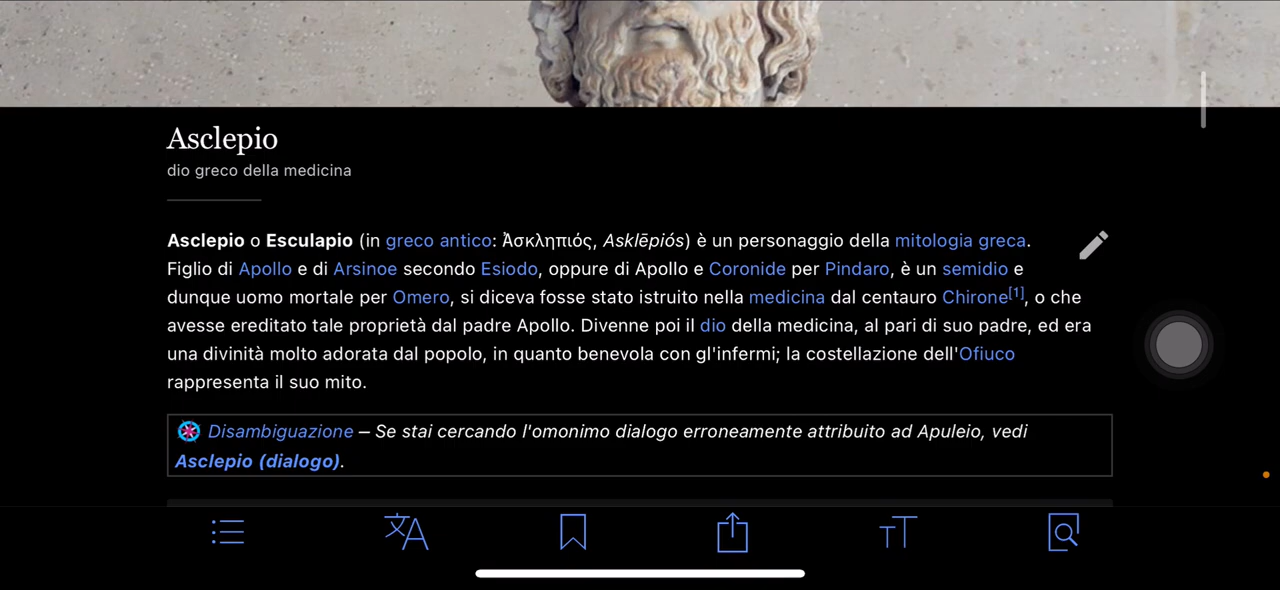 Asclepio
dio greco della medicina
Asclepio o Esculapio (in greco antico: Ἀσκληπιός, Asklēpiós) è un personaggio della mitologia greca.
Figlio di Apollo e di Arsinoe secondo Esiodo, oppure di Apollo e Coronide per Pindaro, è un semidio e
dunque uomo mortale per Omero, si diceva fosse stato istruito nella medicina dal centauro Chirone[1], o che
avesse ereditato tale proprietà dal padre Apollo. Divenne poi il dio della medicina, al pari di suo padre, ed era
una divinità molto adorata dal popolo, in quanto benevola con gl'infermi; la costellazione dell'Ofiuco
rappresenta il suo mito.
Disambiguazione – Se stai cercando l'omonimo dialogo erroneamente attribuito ad Apuleio, vedi
Asclepio (dialogo).